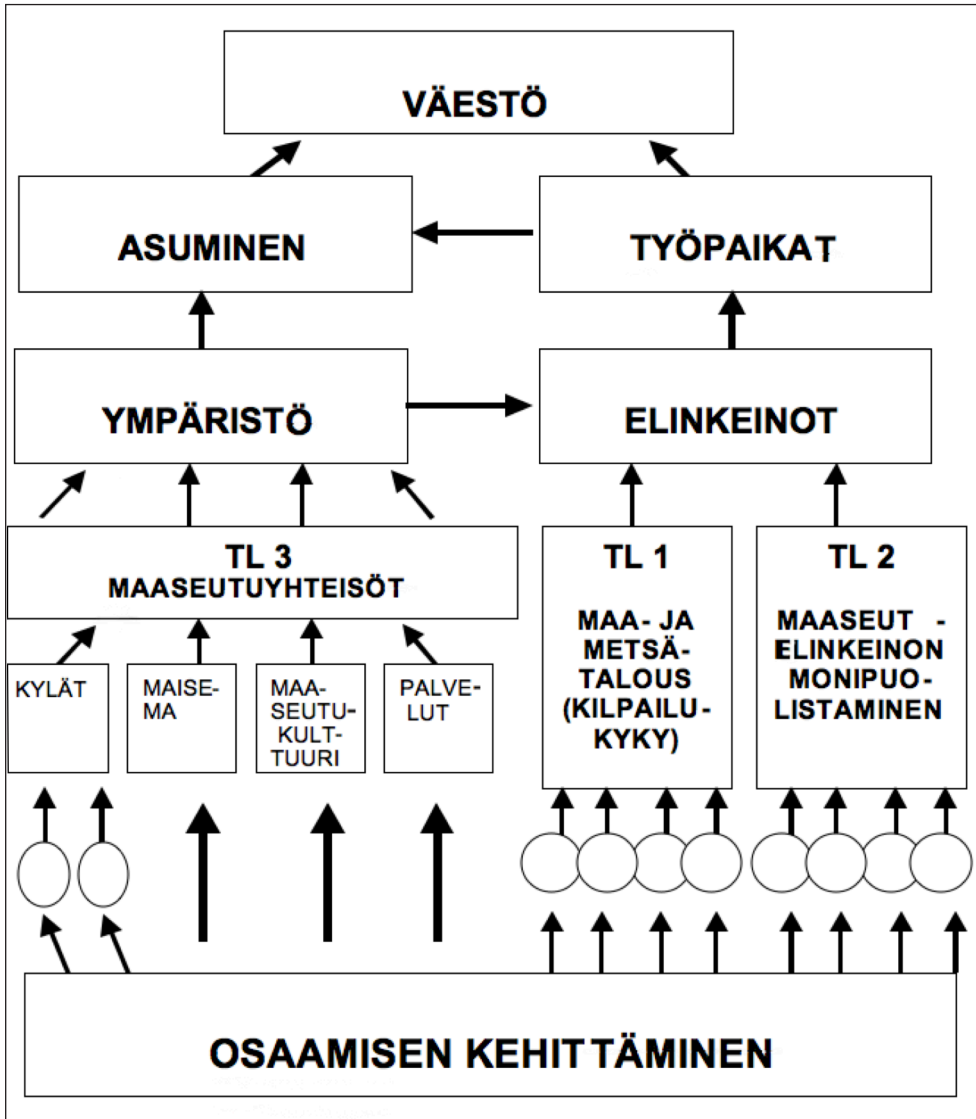 VÄESTÖ
ASUMINEN
TYÖPAIKAT
YMPÄRISTÖ
ELINKEINOT
TL 3
MAASEUTUYHTEISÖT
TL 1
MAA- JA
METSÄ-
TALOUS
(KILPAILU-
KYKY)
TL 2
MAASEUT -
ELINKEINON
MONIPUO-
LISTAMINEN
KYLÄT
MAISE-
MA
MAA-
SEUTU-
KULT-
TUURI
PALVE-
LUT
OSAAMISEN KEHITTÄMINEN